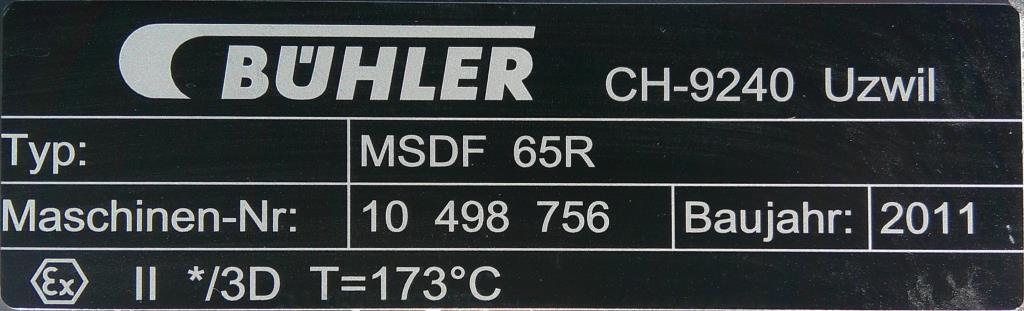 BÜHLER CH-9240 Uzwil
Typ: MSDF 65R
Maschinen-Nr: 10 498 756 Baujahr: 2011
Ex II */3D T=173°C